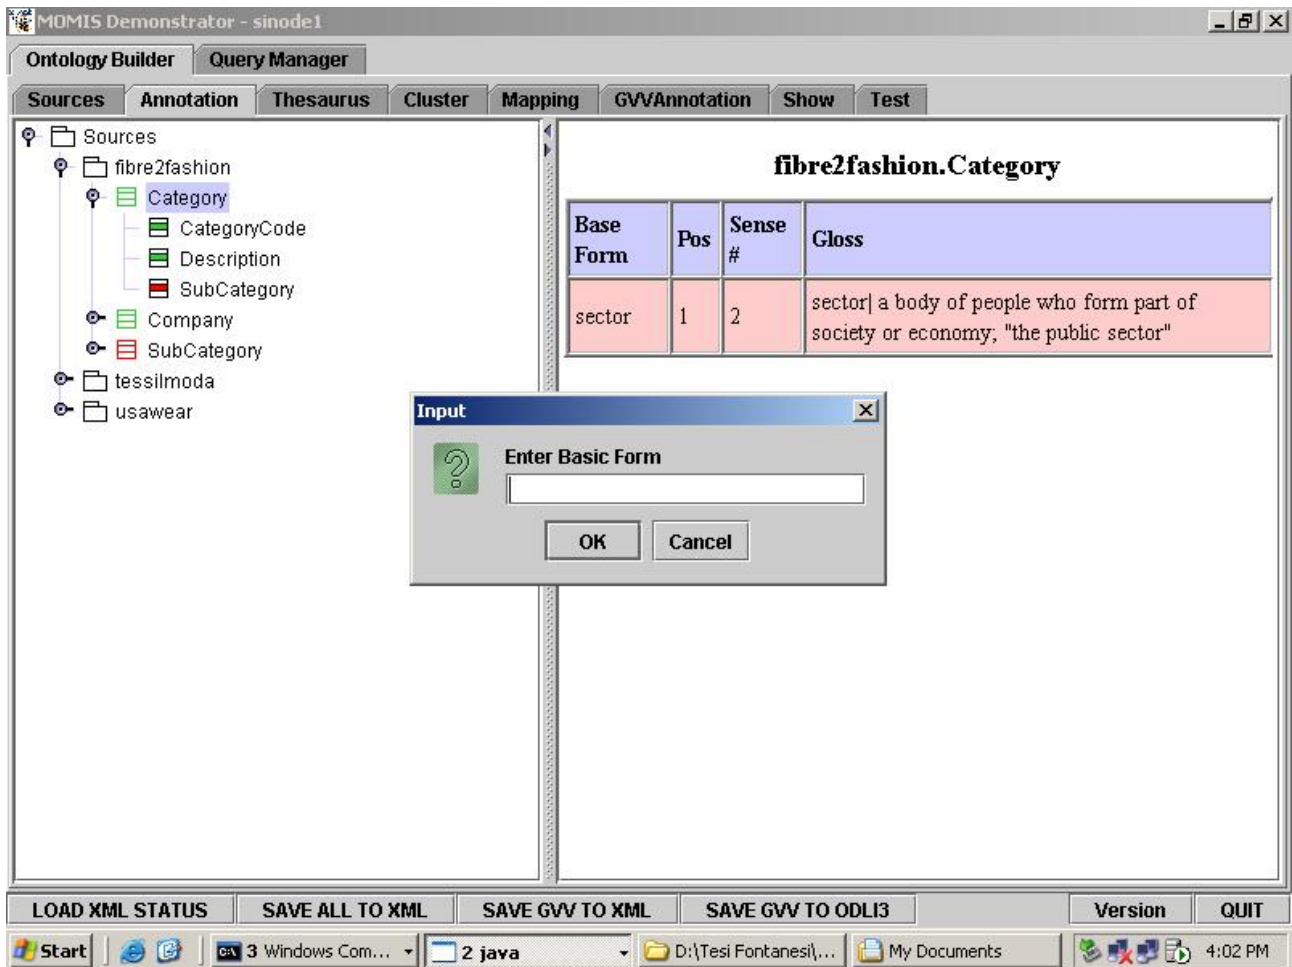 MOMIS Demonstrator - sinode1
Ontology Builder Query Manager
Sources Annotation Thesaurus Cluster Mapping GVVAnnotation Show Test
Sources
fibre2fashion
Category
CategoryCode
Description
SubCategory
Company
SubCategory
tessilmoda
usawear
fibre2fashion.Category
Base Form Pos Sense # Gloss
sector 1 2 sector| a body of people who form part of
society or economy; "the public sector"
Input
Enter Basic Form
OK Cancel
LOAD XML STATUS SAVE ALL TO XML SAVE GVV TO XML SAVE GVV TO ODLI3 Version QUIT
Start 3 Windows Com... 2 java D:\Tesi Fontanesi\... My Documents 4:02 PM